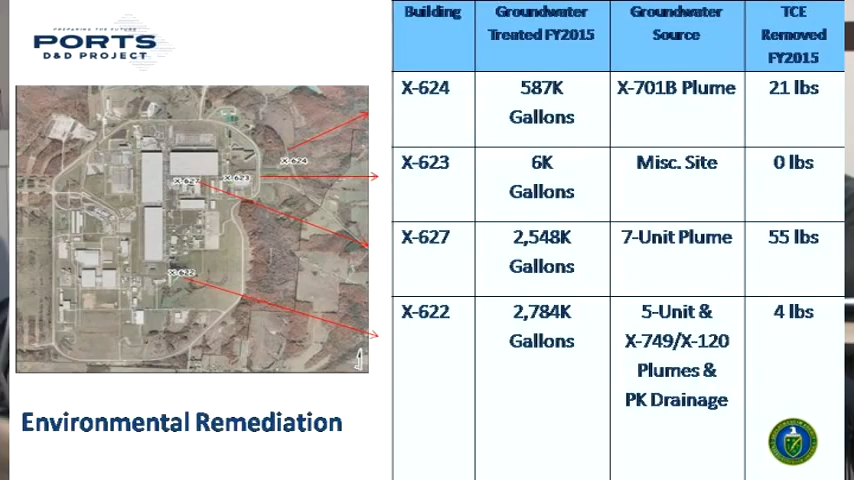 PREPARING THE FUTURE
PORTS
D&D PROJECT
X-624
X-627
X-623
X-622
Environmental Remediation
Building
Groundwater
Treated FY2015
Groundwater
Source
TCE
Removed
FY2015
X-624
587K
Gallons
X-701B Plume
21 lbs
X-623
6K
Gallons
Misc. Site
0 lbs
X-627
2,548K
Gallons
7-Unit Plume
55 lbs
X-622
2,784K
Gallons
5-Unit &
X-749/X-120
Plumes &
PK Drainage
4 lbs